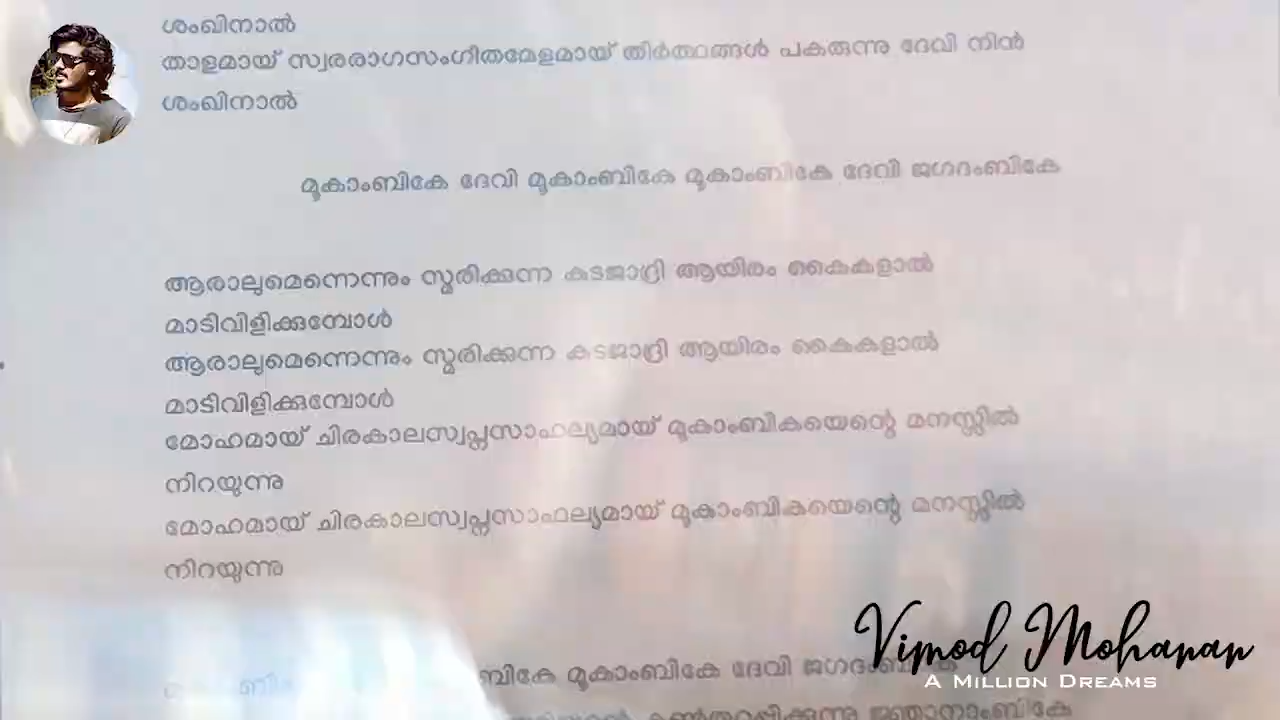 ശംഖിനാൽ
താളമായ് സ്വരരാഗസംഗീതമേളമായ് തിർത്ഥങ്ങൾ പകരുന്നു ദേവി നിൻ
ശംഖിനാൽ
മൂകാംബികേ ദേവി മൂകാംബികേ മൂകാംബികേ ദേവി ജഗദംബികേ
ആരാലുമെന്നെന്നും സ്മരിക്കുന്ന കുടജാദ്രി ആയിരം കൈകളാൽ
മാടിവിളിക്കുമ്പോൾ
ആരാലുമെന്നെന്നും സ്മരിക്കുന്ന കുടജാദ്രി ആയിരം കൈകളാൽ
മാടിവിളിക്കുമ്പോൾ
മോഹമായ് ചിരകാലസ്വപ്നസാഫല്യമായ് മൂകാംബികയെന്റെ മനസ്സിൽ
നിറയുന്നു
മോഹമായ് ചിരകാലസ്വപ്നസാഫല്യമായ് മൂകാംബികയെന്റെ മനസ്സിൽ
നിറയുന്നു
മൂകാംബികേ ദേവി
Vimod Mohanan
A Million Dreams